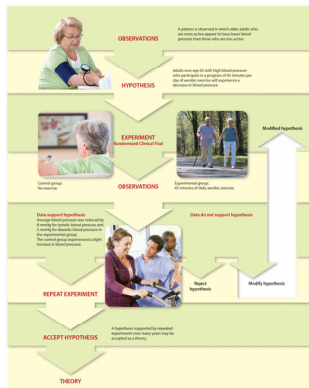 OBSERVATIONS
A pattern is observed in which older adults who
are more active appear to have lower blood
pressure than those who are less active.
HYPOTHESIS
Adults over age 65 with high blood pressure
who participate in a program of 45 minutes per
day of aerobic exercise will experience a
decrease in blood pressure.
EXPERIMENT
Randomized Clinical Trial
Modified hypothesis
Control group:
No exercise
OBSERVATIONS
Experimental group:
45 minutes of daily aerobic exercise
Data support hypothesis
Average blood pressure was reduced by
8 mmHg for systolic blood pressure and
5 mmHg for diastolic blood pressure in
the experimental group.
The control group experienced a slight
increase in blood pressure.
Data do not support hypothesis
REPEAT EXPERIMENT
Reject
hypothesis
Modify hypothesis
ACCEPT HYPOTHESIS
A hypothesis supported by repeated
experiments over many years may be
accepted as a theory.
THEORY